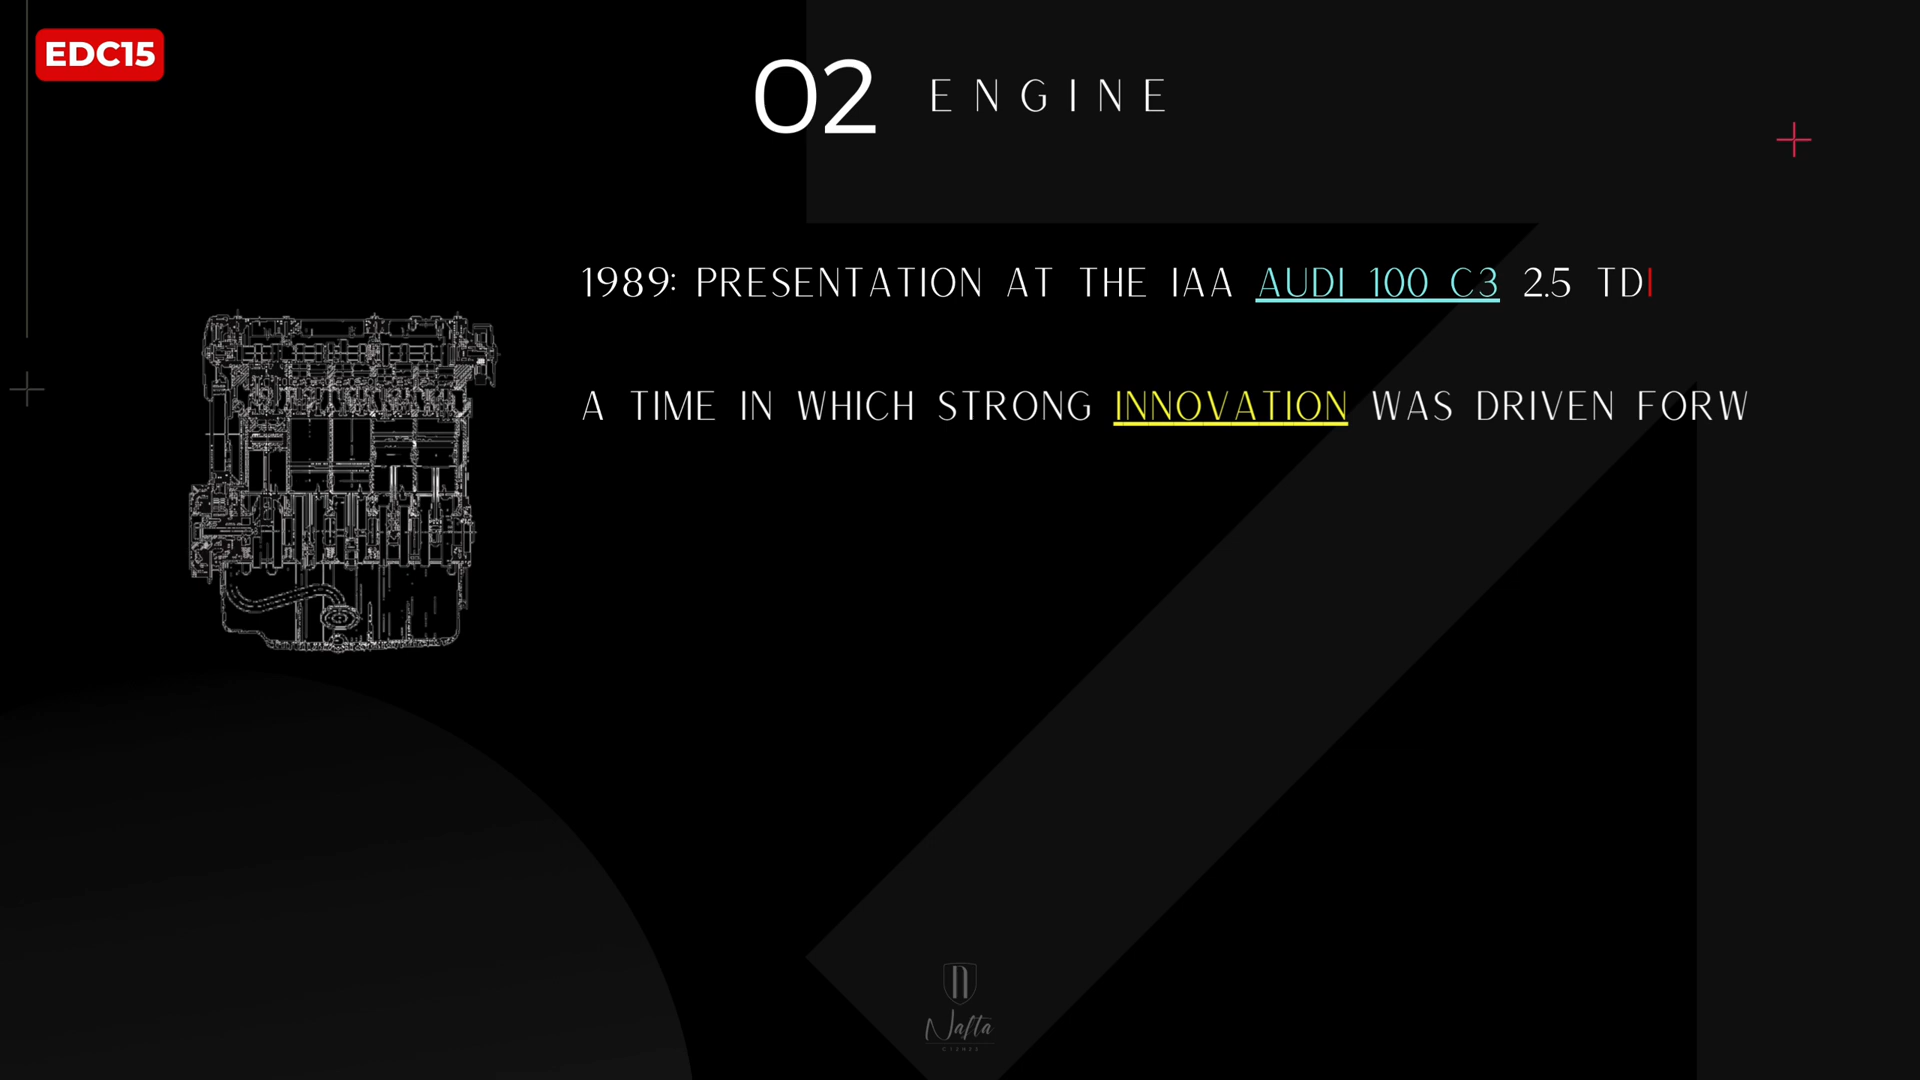 EDC15
02 ENGINE
1989: PRESENTATION AT THE IAA AUDI 100 C3 2.5 TDI
A TIME IN WHICH STRONG INNOVATION WAS DRIVEN FORW
Nafta
C12H23